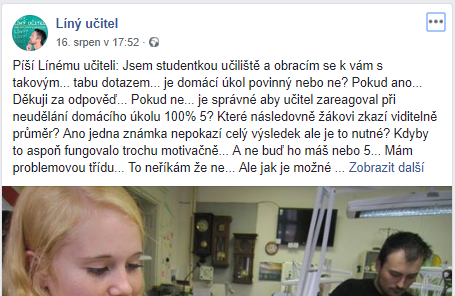 Líný učitel
16. srpen v 17:52 ·
Píší Línému učiteli: Jsem studentkou učiliště a obracím se k vám s
takovým... tabu dotazem... je domácí úkol povinný nebo ne? Pokud ano...
Děkuji za odpověď... Pokud ne... je správné aby učitel zareagoval při
neudělání domácího úkolu 100% 5? Které následovně žákovi zkazí viditelně
průměr? Ano jedna známka nepokazí celý výsledek ale je to nutné? Kdyby
to aspoň fungovalo trochu motivačně... A ne buď ho máš nebo 5... Mám
problemovou třídu... To neříkám že ne... Ale jak je možné ... Zobrazit další